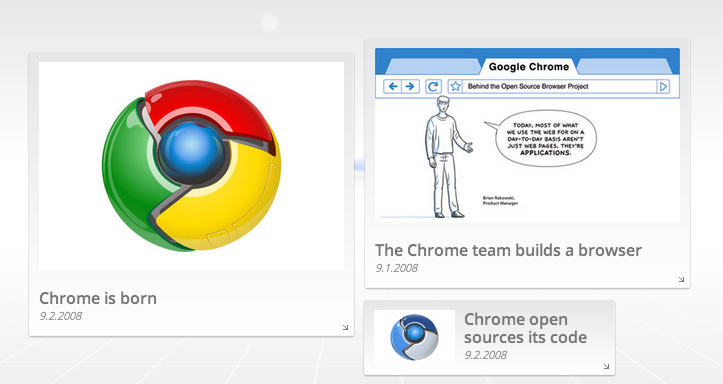 Chrome is born
9.2.2008
Google Chrome
Behind the Open Source Browser Project
TODAY, MOST OF WHAT
WE USE THE WEB FOR ON A
DAY-TO-DAY BASIS AREN'T
JUST WEB PAGES, THEY'RE
APPLICATIONS.
Brian Rakowski,
Product Manager
The Chrome team builds a browser
9.1.2008
Chrome open
sources its code
9.2.2008